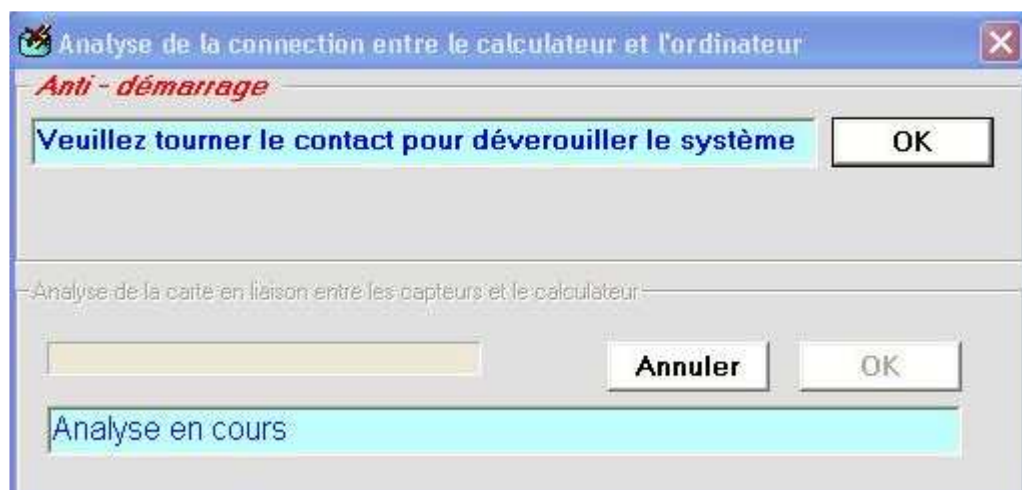 Analyse de la connection entre le calculateur et l'ordinateur
Anti - démarrage
Veuillez tourner le contact pour déverouiller le système
OK
Analyse de la carte en liaison entre les capteurs et le calculateur
Annuler
OK
Analyse en cours